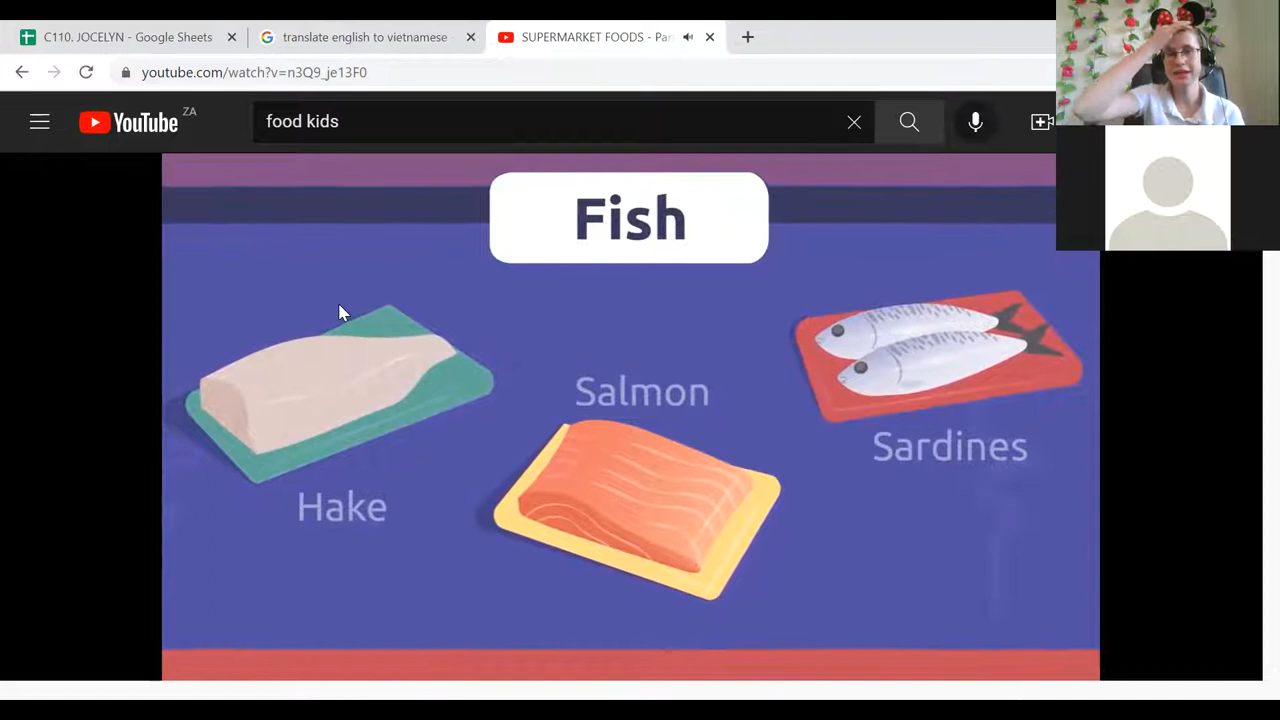 C110. JOCELYN - Google Sheets
translate english to vietnamese -
SUPERMARKET FOODS - Par
youtube.com/watch?v=n3Q9_je13F0
YouTube ZA
food kids
Fish
Salmon
Sardines
Hake